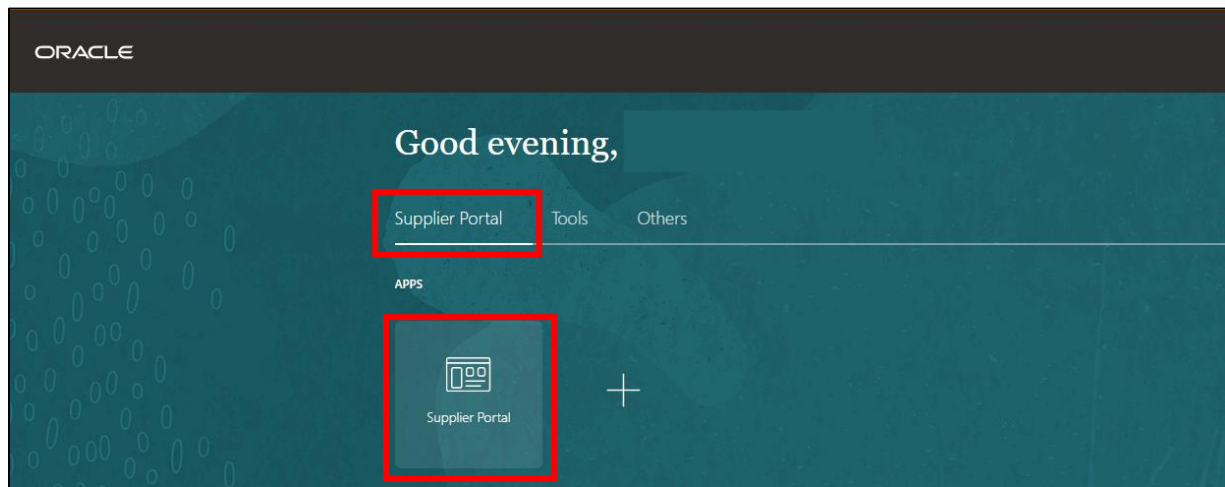 ORACLE
Good evening,
Supplier Portal Tools Others
APPS
Supplier Portal